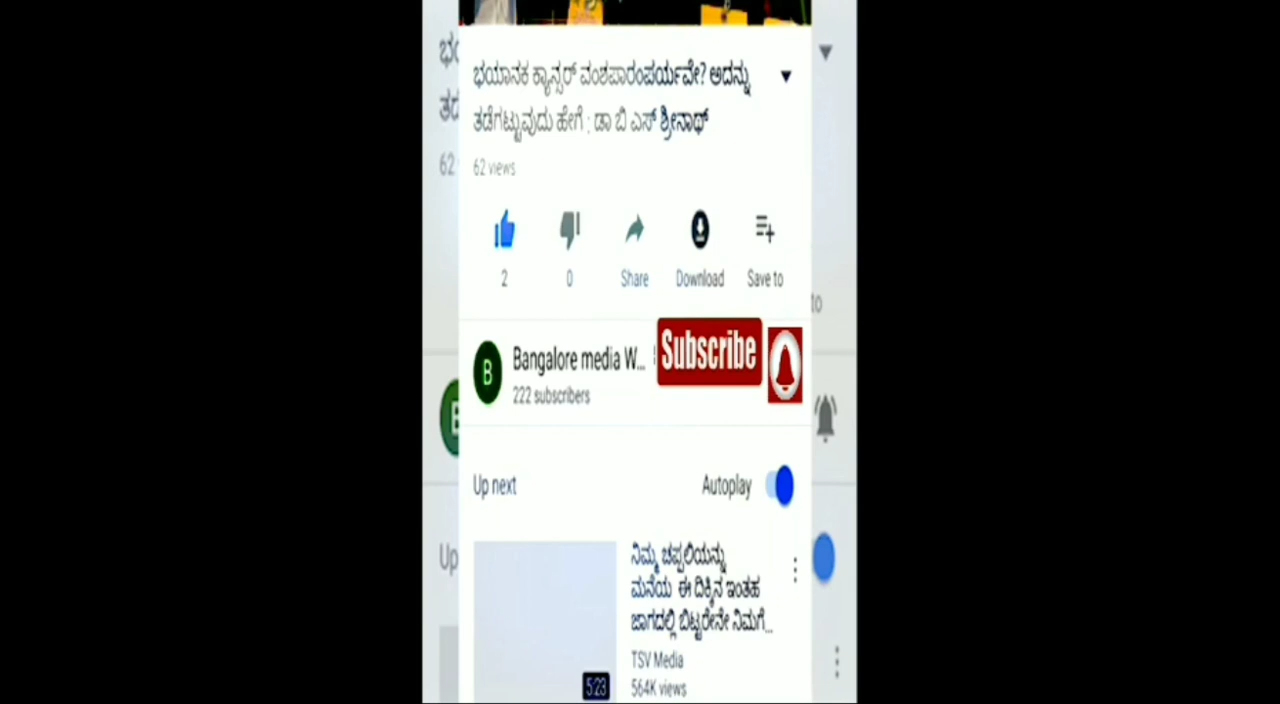 ಭಯಾನಕ ಕ್ಯಾನ್ಸರ್ ವಂಶಪಾರಂಪರ್ಯವೇ? ಅದನ್ನು
ತಡೆಗಟ್ಟುವುದು ಹೇಗೆ : ಡಾ ಬಿ ಎಸ್ ಶ್ರೀನಾಥ್
62 views
2
0
Share
Download
Save to
B
Bangalore media W...
222 subscribers
Subscribe
Up next
Autoplay
ನಿಮ್ಮ ಚಪ್ಪಲಿಯನ್ನು
ಮನೆಯ ಈ ದಿಕ್ಕಿನ ಇಂತಹ
ಜಾಗದಲ್ಲಿ ಬಿಟ್ಟರೇನೇ ನಿಮಗೆ...
TSV Media
564K views
5:23